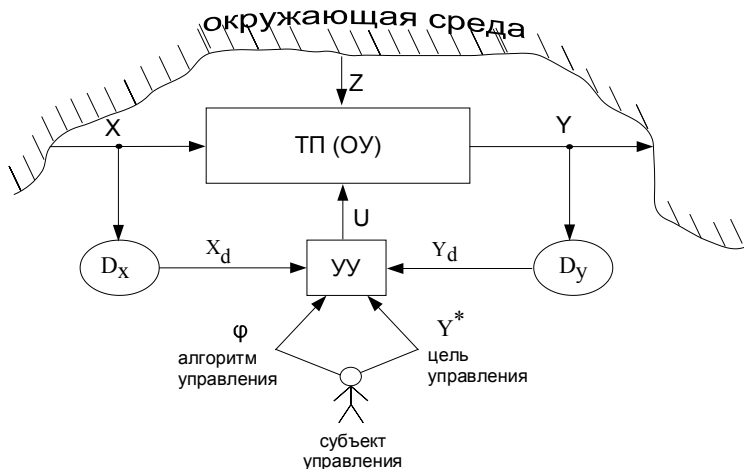 окружающая среда
Z
X
ТП (ОУ)
Y
U
Dx
Xd
УУ
Yd
Dy
φ
Y*
алгоритм
управления
цель
управления
субъект
управления